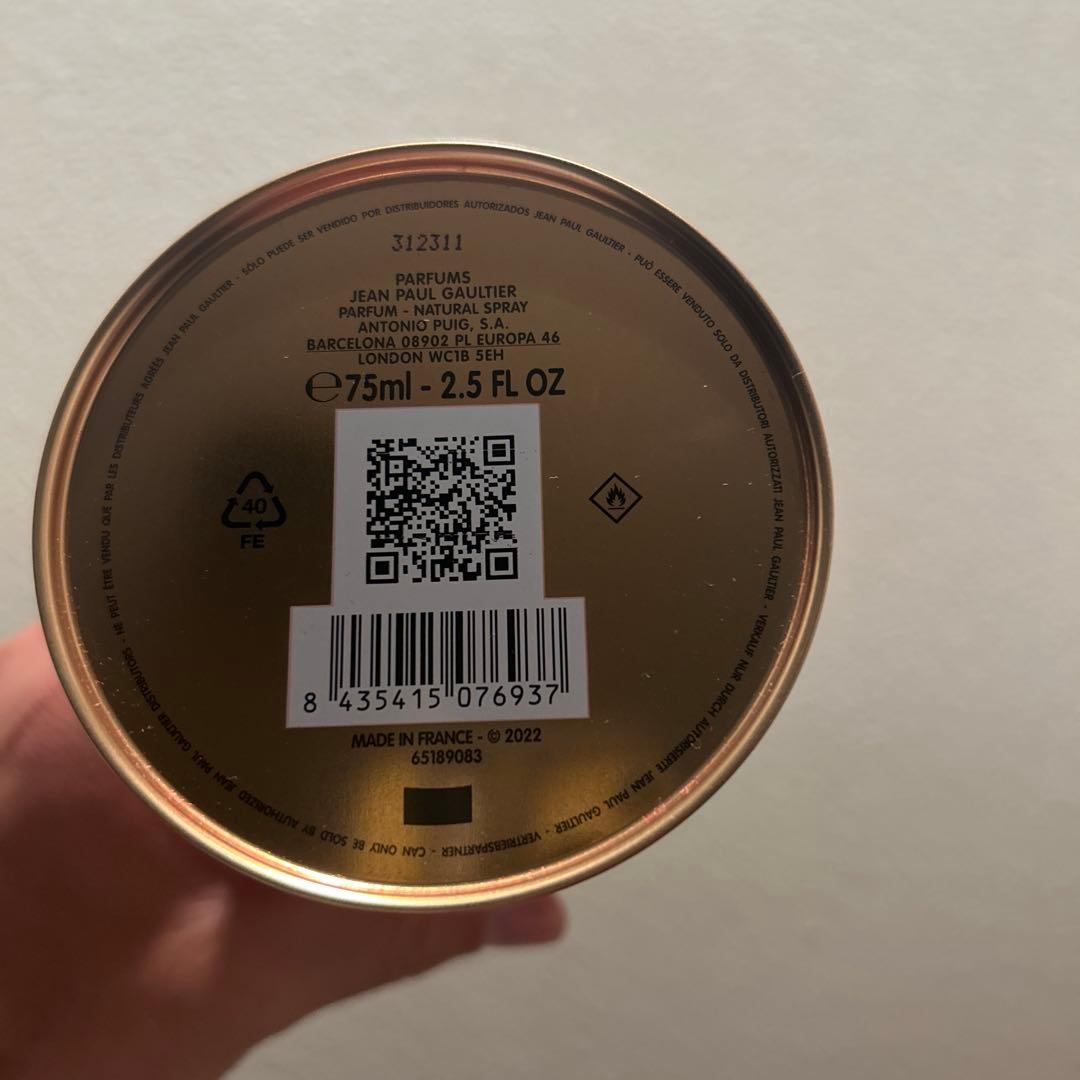 312311
PARFUMS
JEAN PAUL GAULTIER
PARFUM - NATURAL SPRAY
ANTONIO PUIG, S.A.
BARCELONA 08902 PL EUROPA 46
LONDON WC1B 5EH
℮75ml - 2.5 FL OZ
40
FE
8 435415 076937
MADE IN FRANCE - © 2022
65189083
NE PEUT ÊTRE VENDU QUE PAR LES DISTRIBUTEURS AGRÉÉS JEAN PAUL GAULTIER - SÓLO PUEDE SER VENDIDO POR DISTRIBUIDORES AUTORIZADOS JEAN PAUL GAULTIER - PUÒ ESSERE VENDUTO SOLO DA DISTRIBUTORI AUTORIZZATI JEAN PAUL GAULTIER - VERKAUF NUR DURCH AUTORISIERTE JEAN PAUL GAULTIER - VERTRIEBSPARTNER - CAN ONLY BE SOLD BY AUTHORIZED JEAN PAUL GAULTIER DISTRIBUTORS -